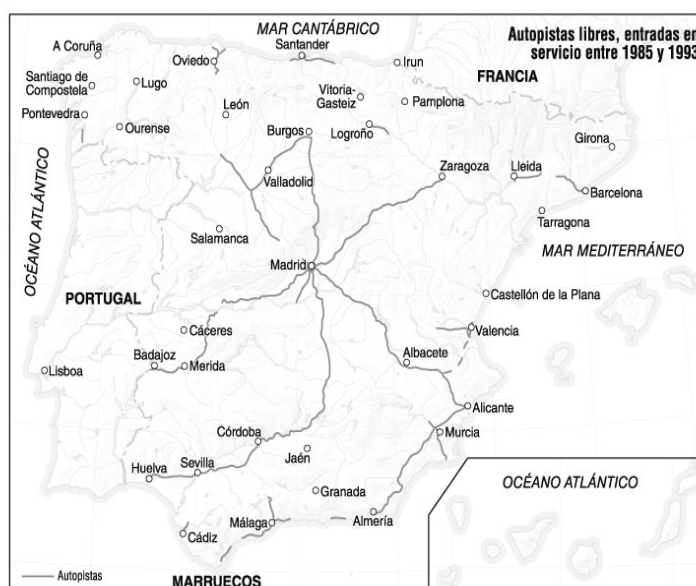 MAR CANTÁBRICO
Autopistas libres, entradas en
servicio entre 1985 y 1993
A Coruña
Oviedo
Santander
Irun
FRANCIA
Santiago de
Compostela
Lugo
León
Vitoria-
Gasteiz
Pamplona
Pontevedra
Ourense
Burgos
Logroño
Girona
Valladolid
Zaragoza
Lleida
Barcelona
Tarragona
Salamanca
OCÉANO ATLÁNTICO
MAR MEDITERRÁNEO
Madrid
PORTUGAL
Castellón de la Plana
Cáceres
Valencia
Badajoz
Merida
Albacete
Lisboa
Alicante
Córdoba
Murcia
Huelva
Sevilla
Jaén
Granada
OCÉANO ATLÁNTICO
Málaga
Almería
Cádiz
Autopistas
MARRUECOS